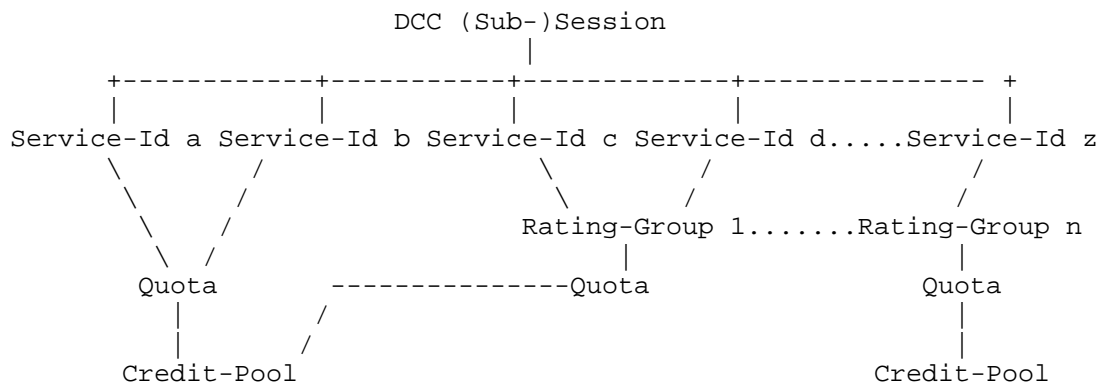 DCC (Sub-)Session
Service-Id a Service-Id b Service-Id c Service-Id d.....Service-Id z
Rating-Group 1.......Rating-Group n
Quota ---------------Quota Quota
Credit-Pool Credit-Pool